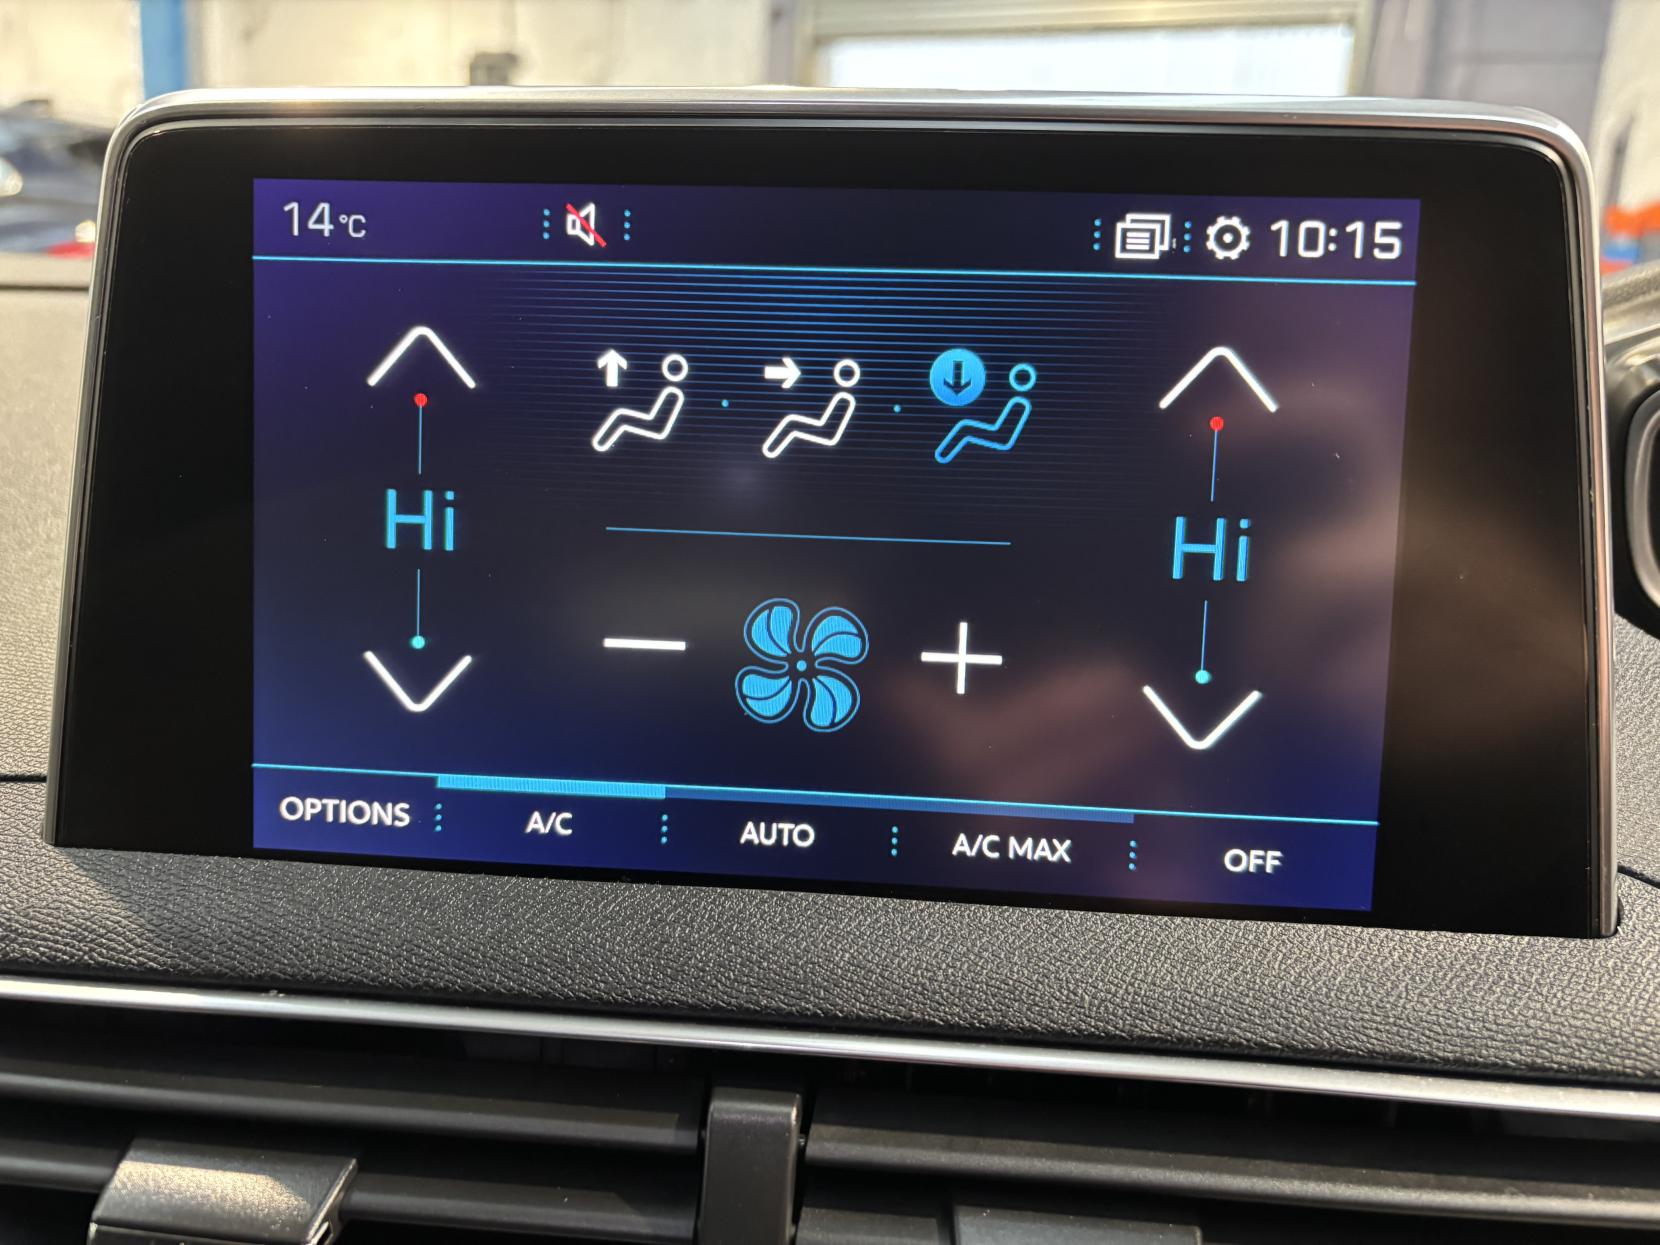 14°C 10:15
Hi Hi
OPTIONS A/C AUTO A/C MAX OFF